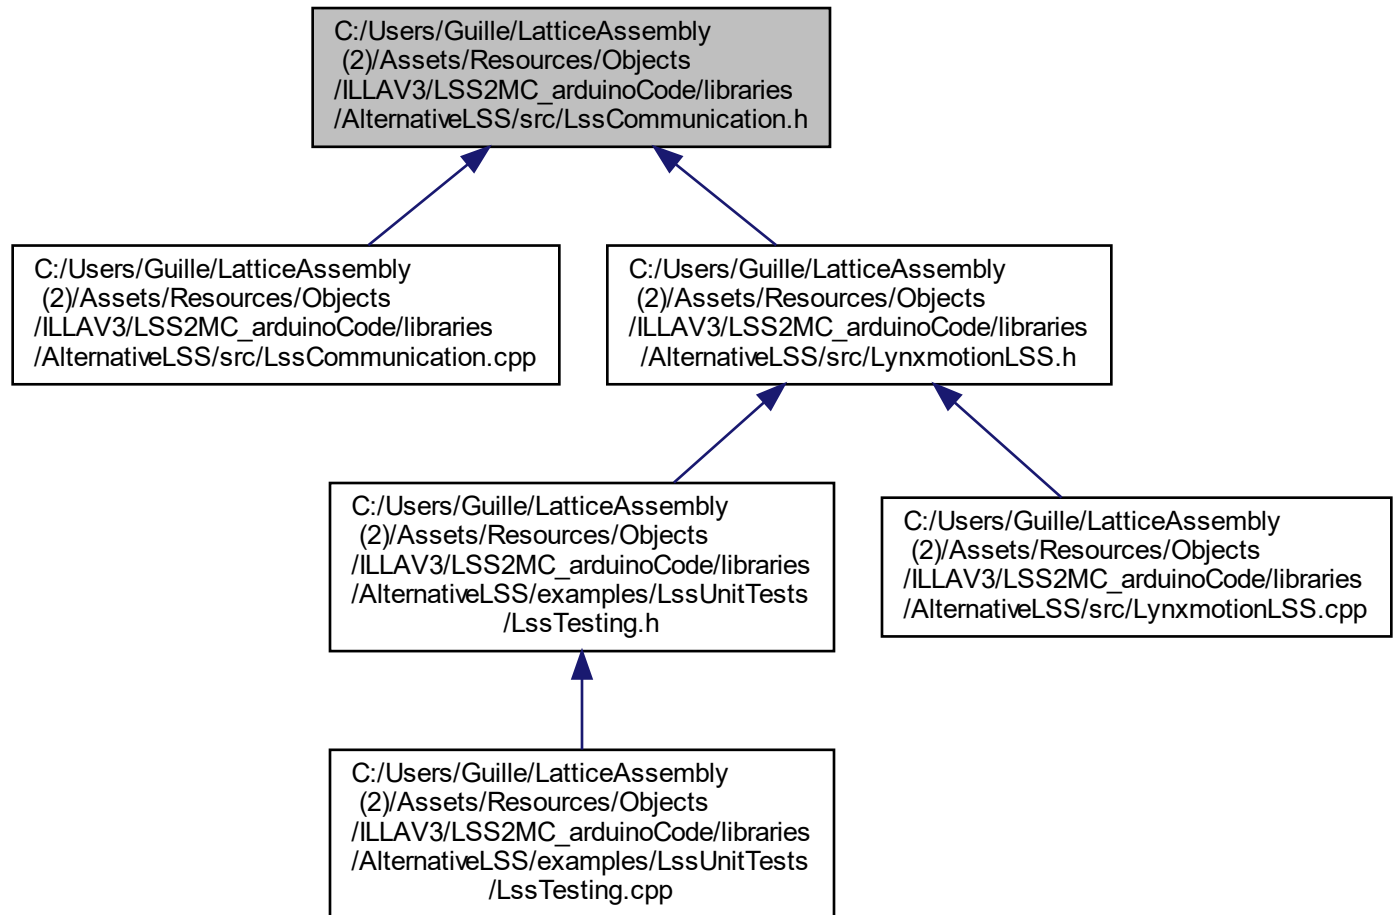 C:/Users/Guille/LatticeAssembly
(2)/Assets/Resources/Objects
/ILLAV3/LSS2MC_arduinoCode/libraries
/AlternativeLSS/src/LssCommunication.h
C:/Users/Guille/LatticeAssembly
(2)/Assets/Resources/Objects
/ILLAV3/LSS2MC_arduinoCode/libraries
/AlternativeLSS/src/LssCommunication.cpp
C:/Users/Guille/LatticeAssembly
(2)/Assets/Resources/Objects
/ILLAV3/LSS2MC_arduinoCode/libraries
/AlternativeLSS/src/LynxmotionLSS.h
C:/Users/Guille/LatticeAssembly
(2)/Assets/Resources/Objects
/ILLAV3/LSS2MC_arduinoCode/libraries
/AlternativeLSS/examples/LssUnitTests
/LssTesting.h
C:/Users/Guille/LatticeAssembly
(2)/Assets/Resources/Objects
/ILLAV3/LSS2MC_arduinoCode/libraries
/AlternativeLSS/src/LynxmotionLSS.cpp
C:/Users/Guille/LatticeAssembly
(2)/Assets/Resources/Objects
/ILLAV3/LSS2MC_arduinoCode/libraries
/AlternativeLSS/examples/LssUnitTests
/LssTesting.cpp